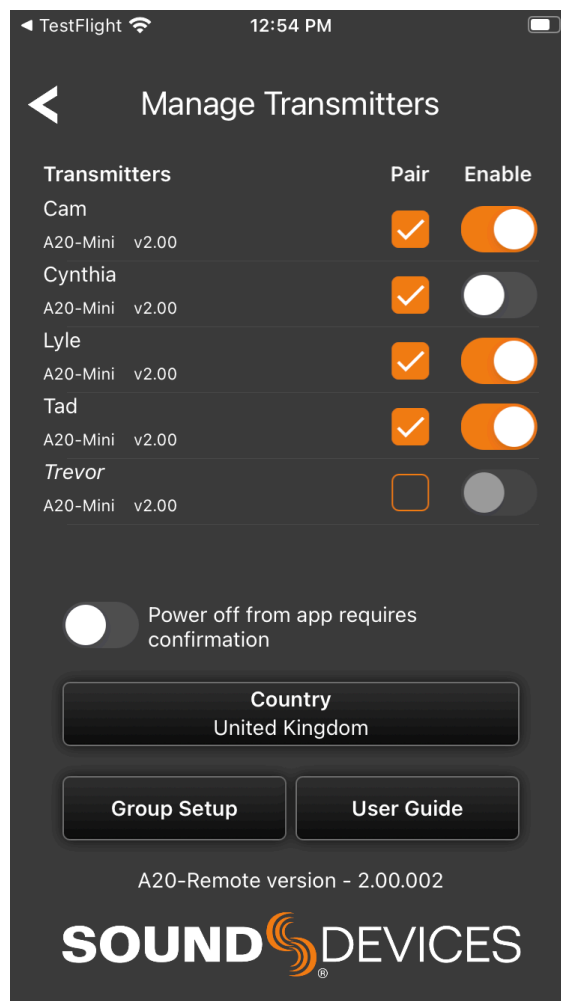 ◄ TestFlight 12:54 PM
Manage Transmitters
Transmitters Pair Enable
Cam
A20-Mini v2.00
Cynthia
A20-Mini v2.00
Lyle
A20-Mini v2.00
Tad
A20-Mini v2.00
Trevor
A20-Mini v2.00
Power off from app requires
confirmation
Country
United Kingdom
Group Setup User Guide
A20-Remote version - 2.00.002
SOUND DEVICES®